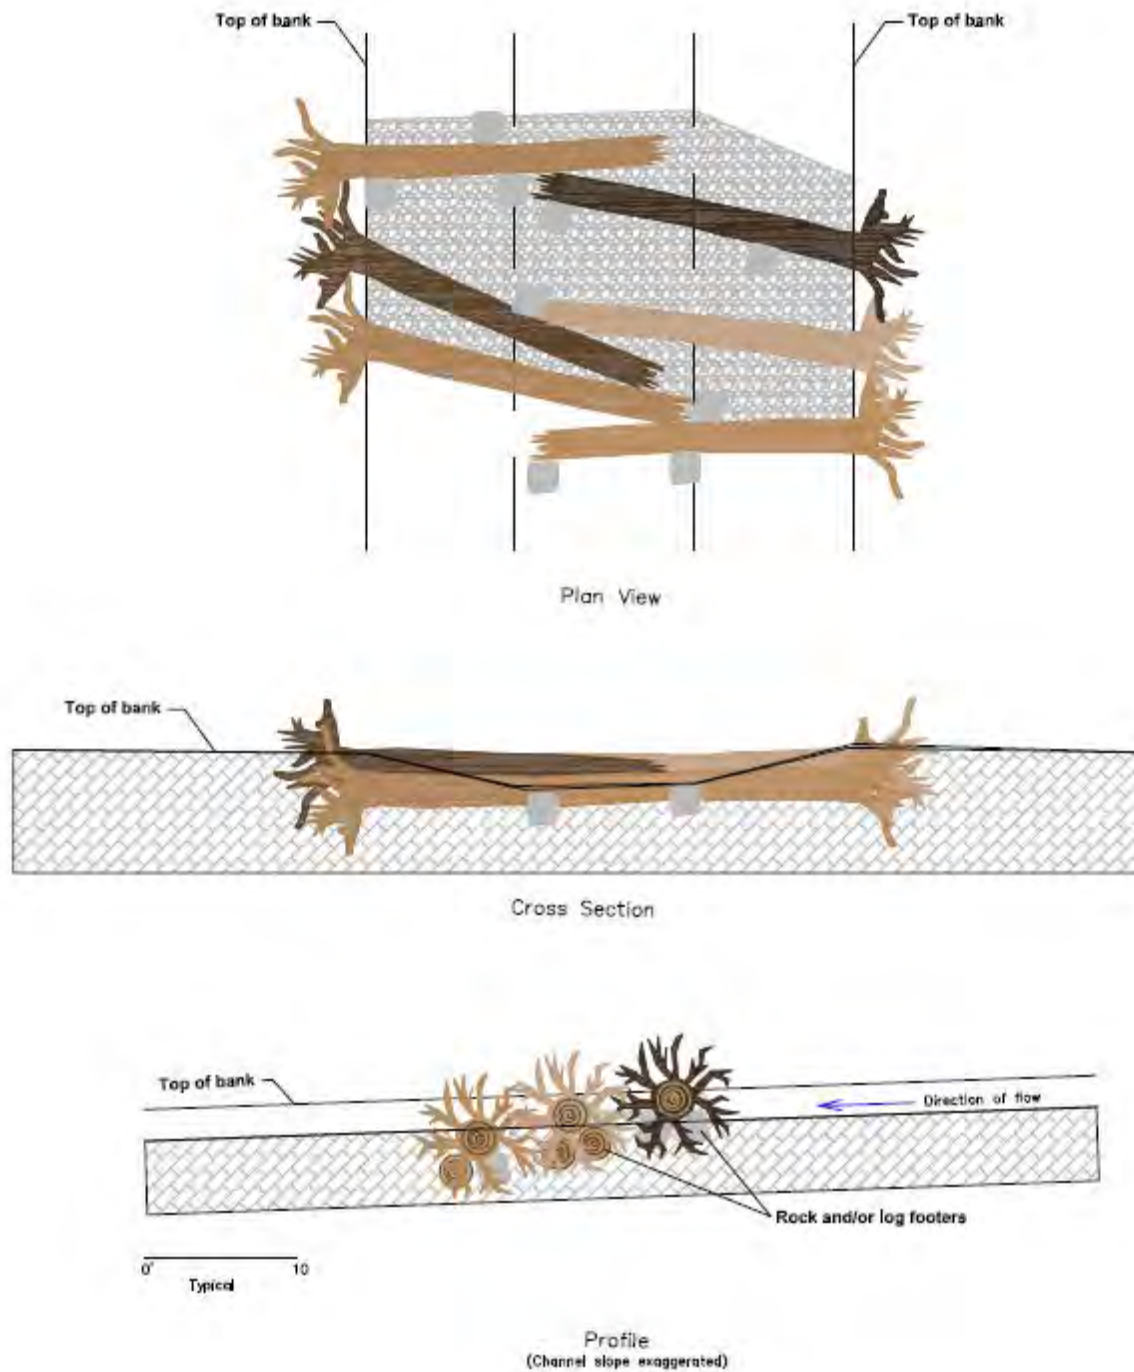 Top of bank
Top of bank
Plan View
Top of bank
Cross Section
Top of bank
Direction of flow
Rock and/or log footers
0'
10
Typical
Profile
(Channel slope exaggerated)